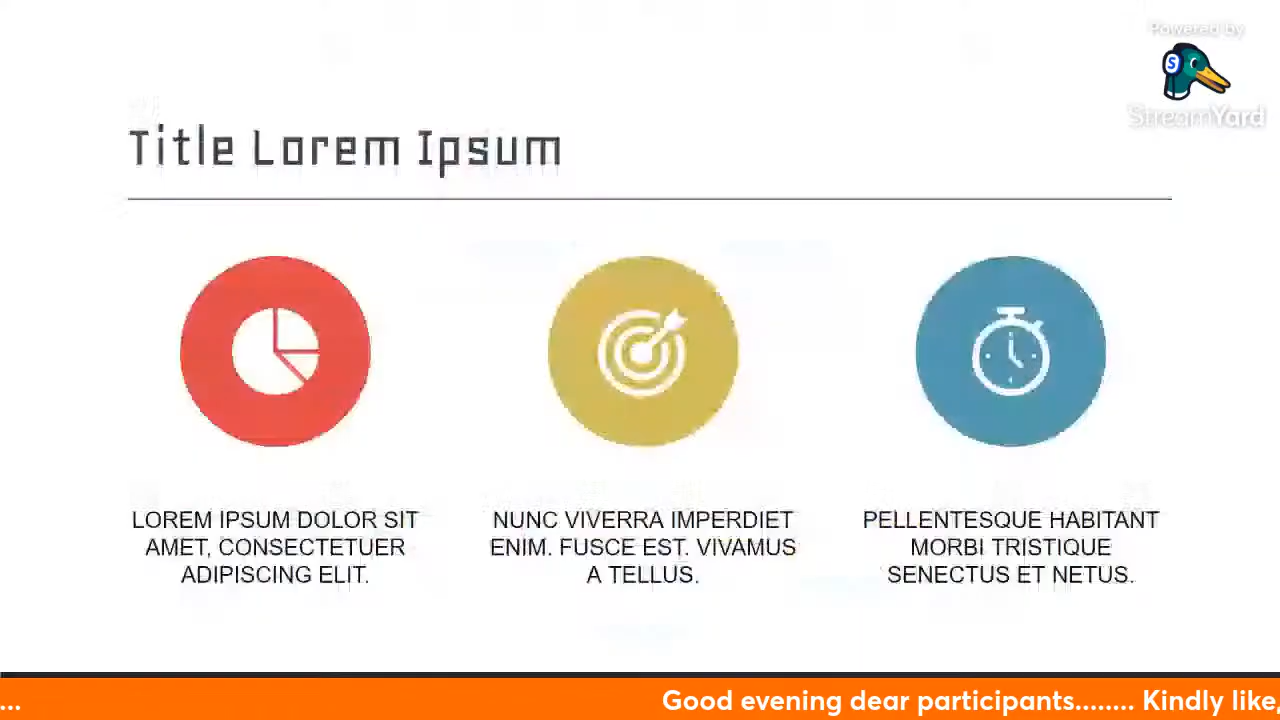 Powered by
S
StreamYard
Title Lorem Ipsum
LOREM IPSUM DOLOR SIT
AMET, CONSECTETUER
ADIPISCING ELIT.
NUNC VIVERRA IMPERDIET
ENIM. FUSCE EST. VIVAMUS
A TELLUS.
PELLENTESQUE HABITANT
MORBI TRISTIQUE
SENECTUS ET NETUS.
... Good evening dear participants........ Kindly like,